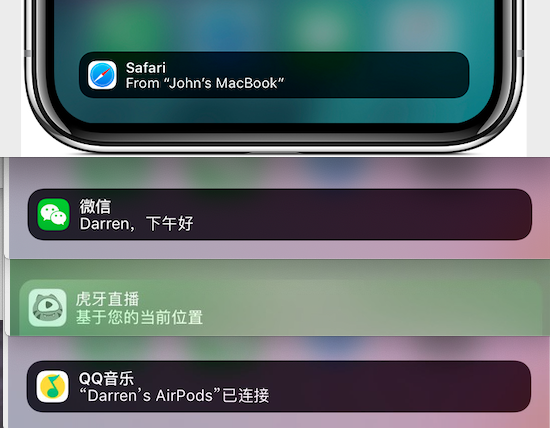 Safari
From “John’s MacBook”
微信
Darren，下午好
虎牙直播
基于您的当前位置
QQ音乐
“Darren’s AirPods”已连接